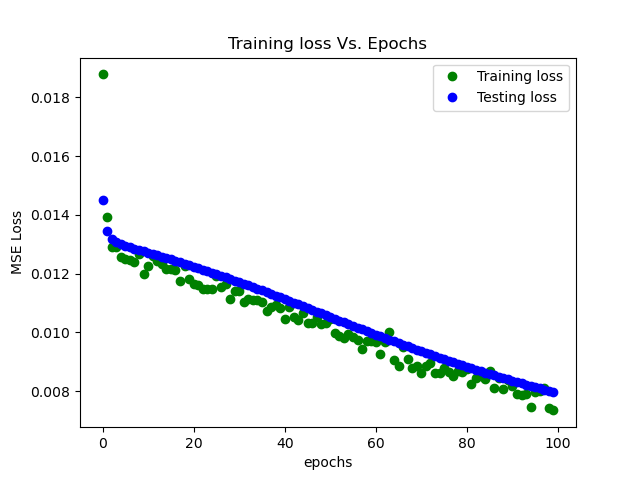 Training loss Vs. Epochs
Training loss
Testing loss
MSE Loss
0.018
0.016
0.014
0.012
0.010
0.008
0 20 40 60 80 100
epochs